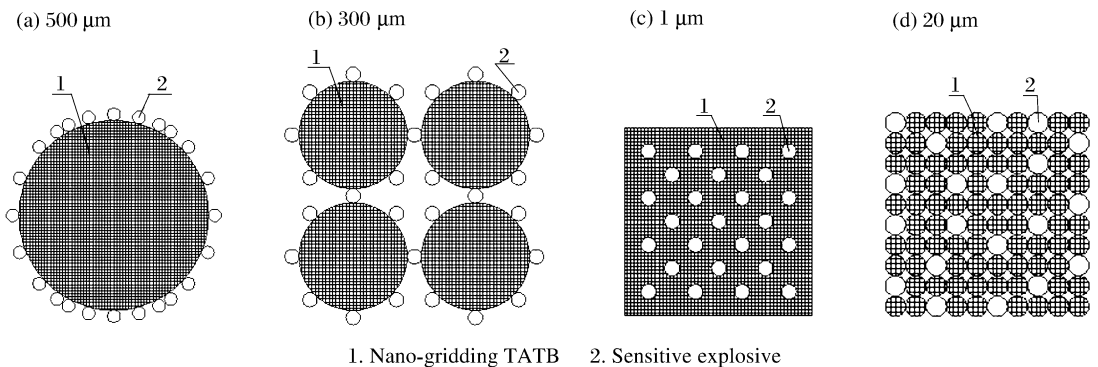 (a) 500 μm
(b) 300 μm
(c) 1 μm
(d) 20 μm
1
2
1
2
1
2
1
2
1. Nano-gridding TATB 2. Sensitive explosive